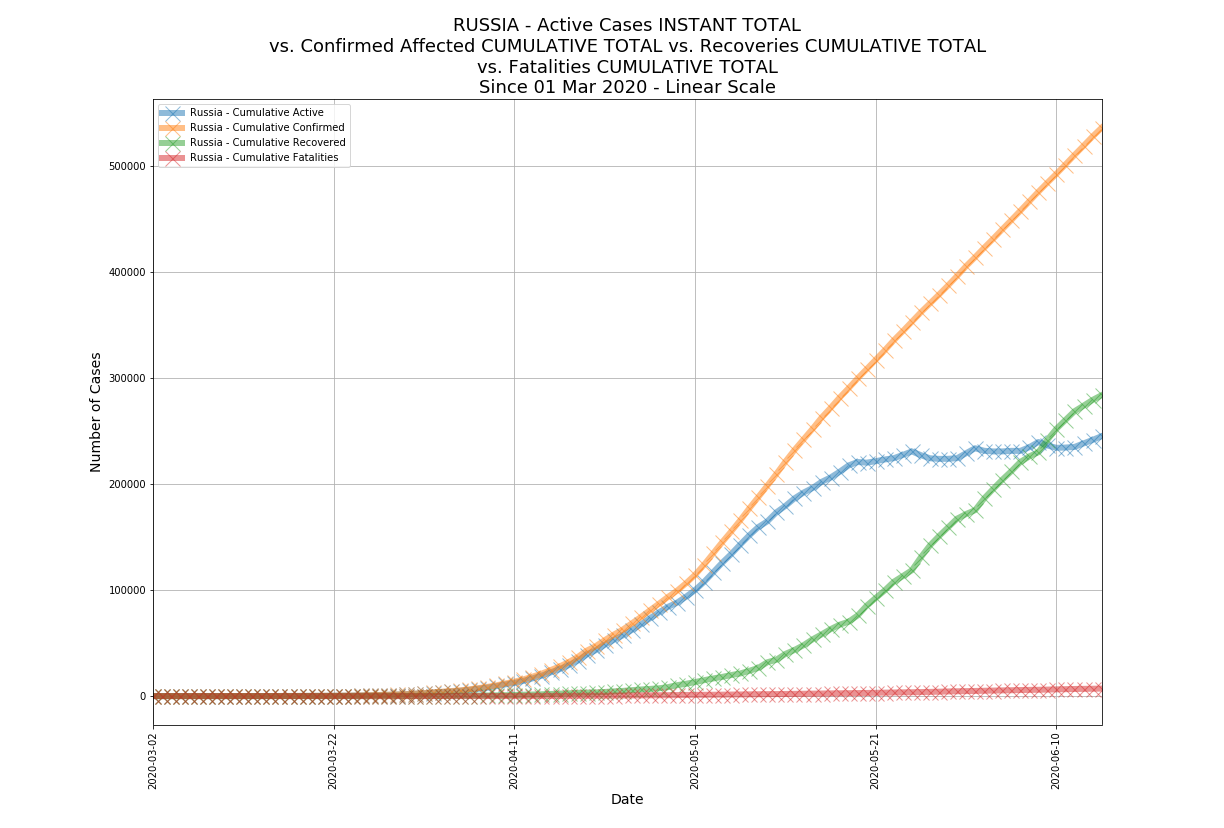 RUSSIA - Active Cases INSTANT TOTAL
vs. Confirmed Affected CUMULATIVE TOTAL vs. Recoveries CUMULATIVE TOTAL
vs. Fatalities CUMULATIVE TOTAL
Since 01 Mar 2020 - Linear Scale
Russia - Cumulative Active
Russia - Cumulative Confirmed
Russia - Cumulative Recovered
Russia - Cumulative Fatalities
Number of Cases
500000
400000
300000
200000
100000
0
2020-03-02
2020-03-22
2020-04-11
2020-05-01
2020-05-21
2020-06-10
Date